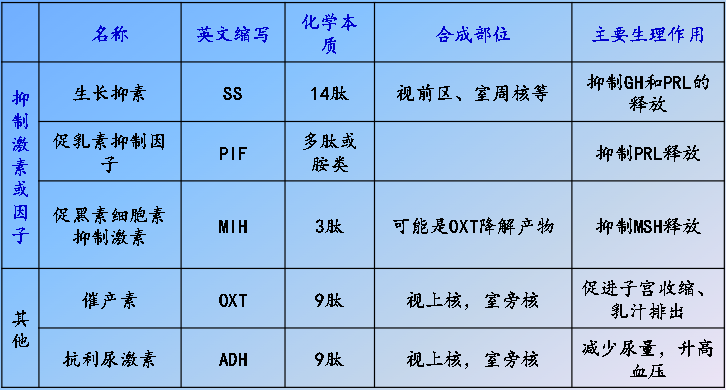 名称 英文缩写 化学本质 合成部位 主要生理作用
抑制激素或因子
生长抑素 SS 14肽 视前区、室周核等 抑制GH和PRL的释放
促乳素抑制因子 PIF 多肽或胺类 抑制PRL释放
促黑素细胞素抑制激素 MIH 3肽 可能是OXT降解产物 抑制MSH释放
其他
催产素 OXT 9肽 视上核，室旁核 促进子宫收缩、乳汁排出
抗利尿激素 ADH 9肽 视上核，室旁核 减少尿量，升高血压